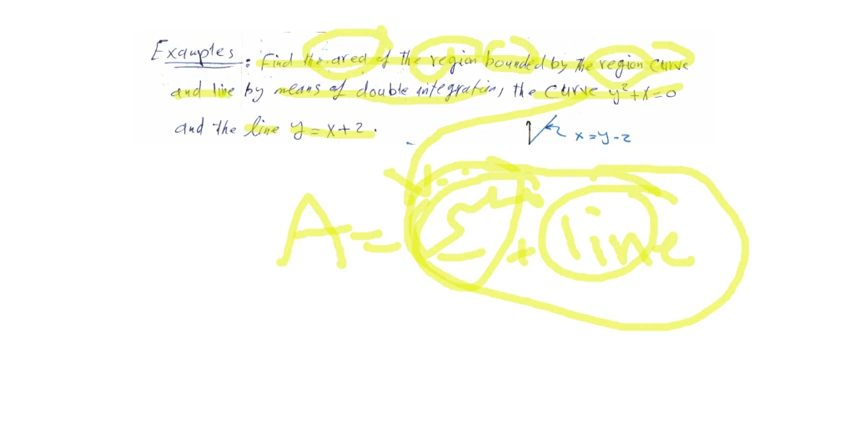 Examples: Find the area of the region bounded by the region curve
and line by means of double integration, the curve y²+x=0
and the line y=x+2.
x=y-2
A= + line